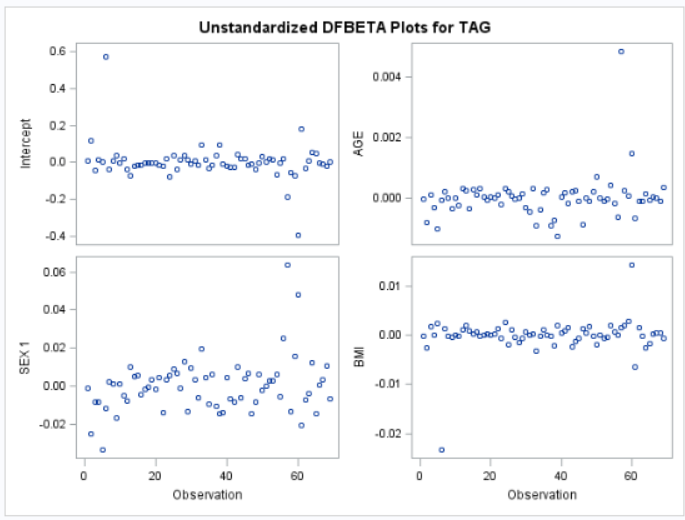 Unstandardized DFBETA Plots for TAG
Intercept
0.6
0.4
0.2
0.0
-0.2
-0.4
AGE
0.004
0.002
0.000
SEX 1
0.06
0.04
0.02
0.00
-0.02
BMI
0.01
0.00
-0.01
-0.02
0 20 40 60
Observation
0 20 40 60
Observation